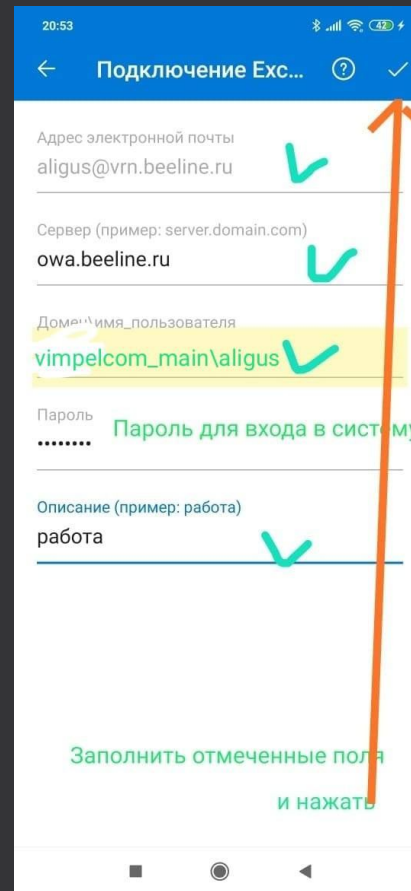 20:53
42
Подключение Exc...
Адрес электронной почты
aligus@vrn.beeline.ru
Сервер (пример: server.domain.com)
owa.beeline.ru
Домен\имя_пользователя
vimpelcom_main\aligus
Пароль
Пароль для входа в систему
Описание (пример: работа)
работа
Заполнить отмеченные поля
и нажать